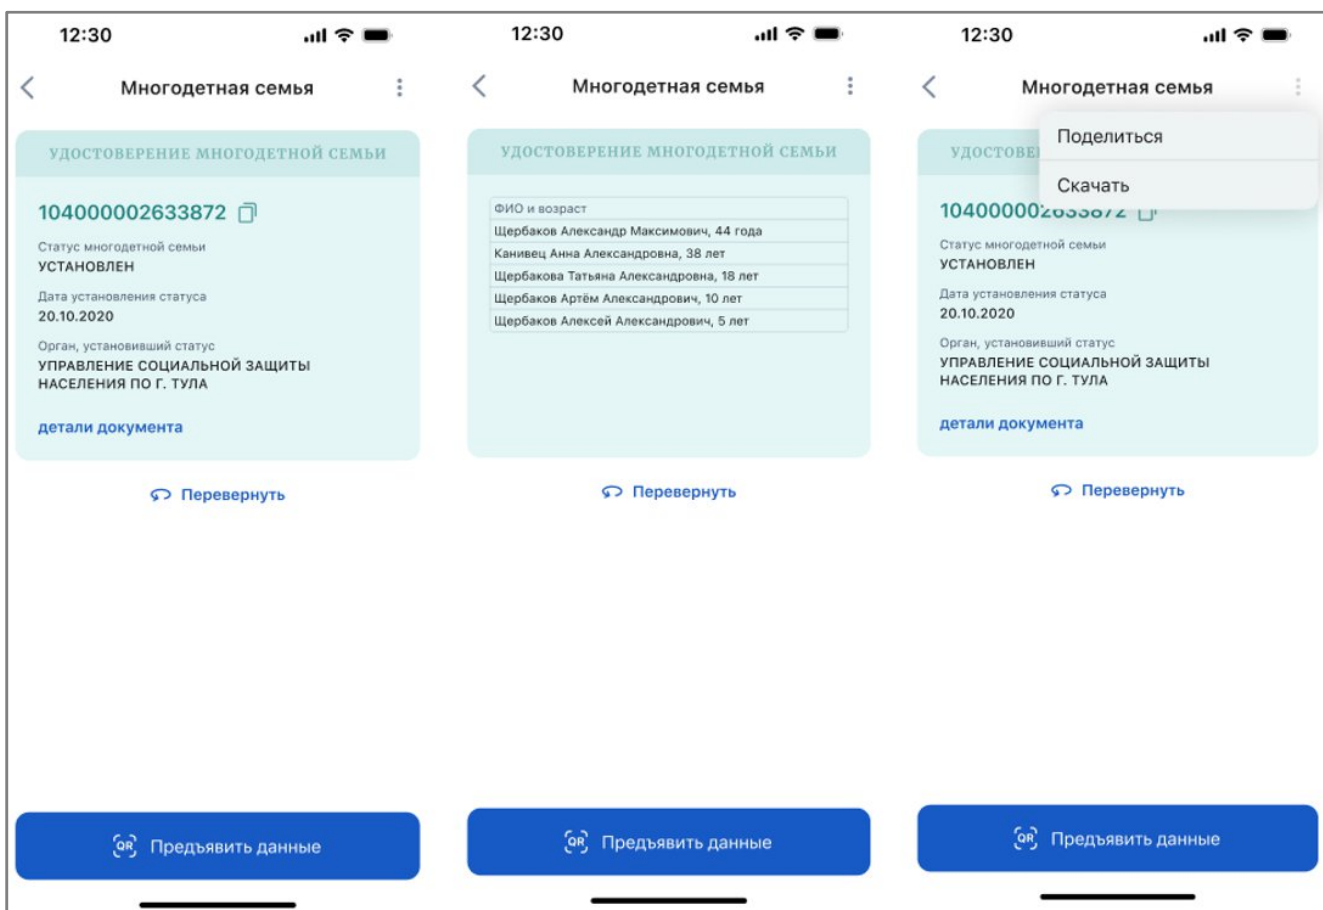 12:30
Многодетная семья
УДОСТОВЕРЕНИЕ МНОГОДЕТНОЙ СЕМЬИ
104000002633872
Статус многодетной семьи
УСТАНОВЛЕН
Дата установления статуса
20.10.2020
Орган, установивший статус
УПРАВЛЕНИЕ СОЦИАЛЬНОЙ ЗАЩИТЫ
НАСЕЛЕНИЯ ПО Г. ТУЛА
детали документа
Перевернуть
QR Предъявить данные
12:30
Многодетная семья
УДОСТОВЕРЕНИЕ МНОГОДЕТНОЙ СЕМЬИ
ФИО и возраст
Щербаков Александр Максимович, 44 года
Канивец Анна Александровна, 38 лет
Щербакова Татьяна Александровна, 18 лет
Щербаков Артём Александрович, 10 лет
Щербаков Алексей Александрович, 5 лет
Перевернуть
QR Предъявить данные
12:30
Многодетная семья
Поделиться
Скачать
УДОСТОВЕ
104000002633872
Статус многодетной семьи
УСТАНОВЛЕН
Дата установления статуса
20.10.2020
Орган, установивший статус
УПРАВЛЕНИЕ СОЦИАЛЬНОЙ ЗАЩИТЫ
НАСЕЛЕНИЯ ПО Г. ТУЛА
детали документа
Перевернуть
QR Предъявить данные